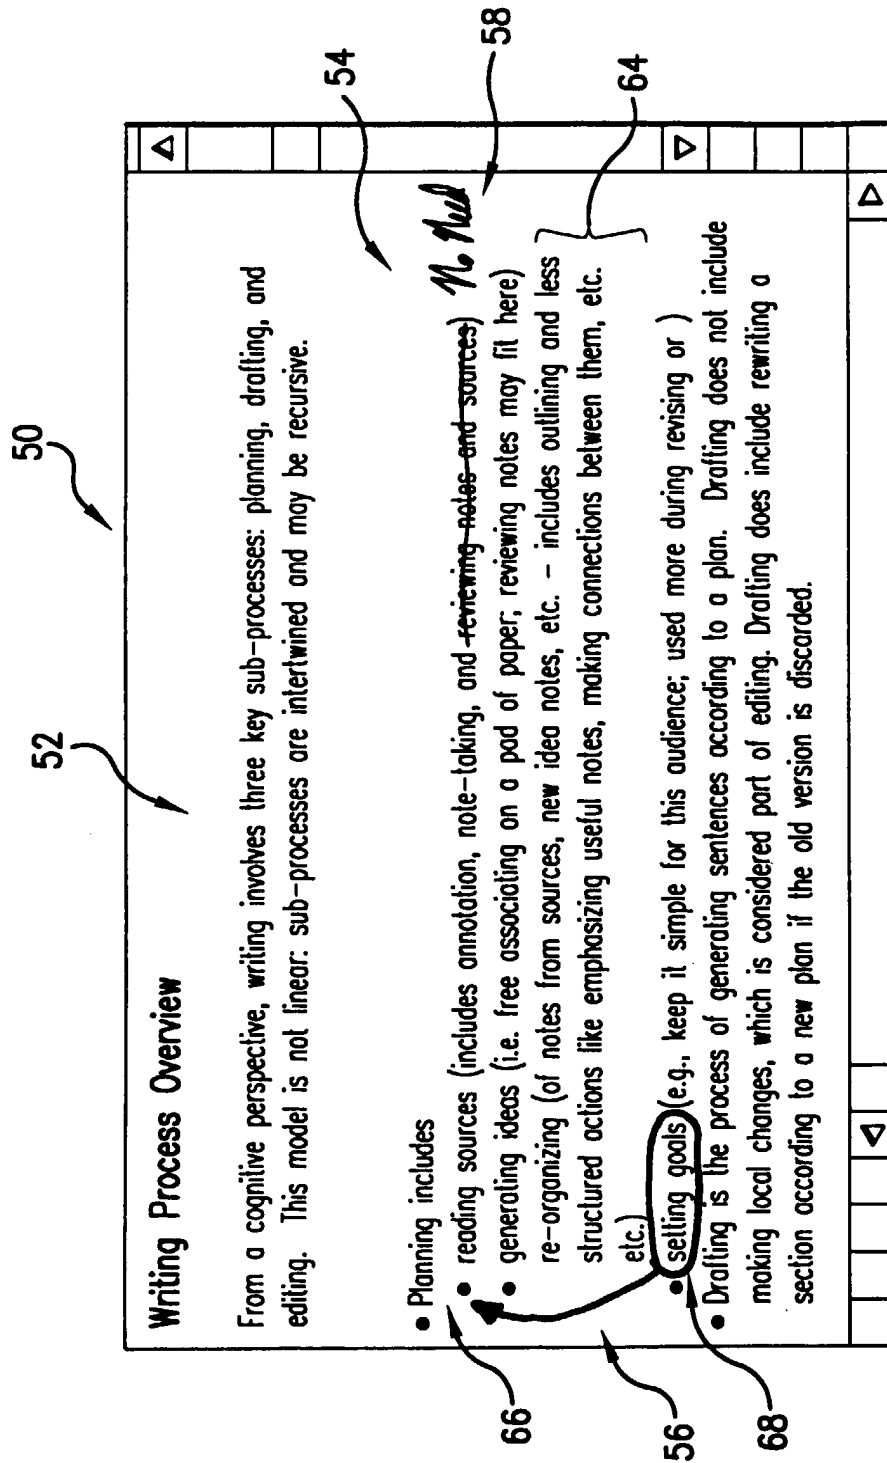 50
52
54
58
Writing Process Overview
From a cognitive perspective, writing involves three key sub-processes: planning, drafting, and
editing. This model is not linear: sub-processes are intertwined and may be recursive.
• Planning includes
• reading sources (includes annotation, note-taking, and reviewing notes and sources) No Need
• generating ideas (i.e. free associating on a pad of paper; reviewing notes may fit here)
re-organizing (of notes from sources, new idea notes, etc. - includes outlining and less
structured actions like emphasizing useful notes, making connections between them, etc.
etc.)
• setting goals (e.g., keep it simple for this audience; used more during revising or )
• Drafting is the process of generating sentences according to a plan. Drafting does not include
making local changes, which is considered part of editing. Drafting does include rewriting a
section according to a new plan if the old version is discarded.
64
66
56
68